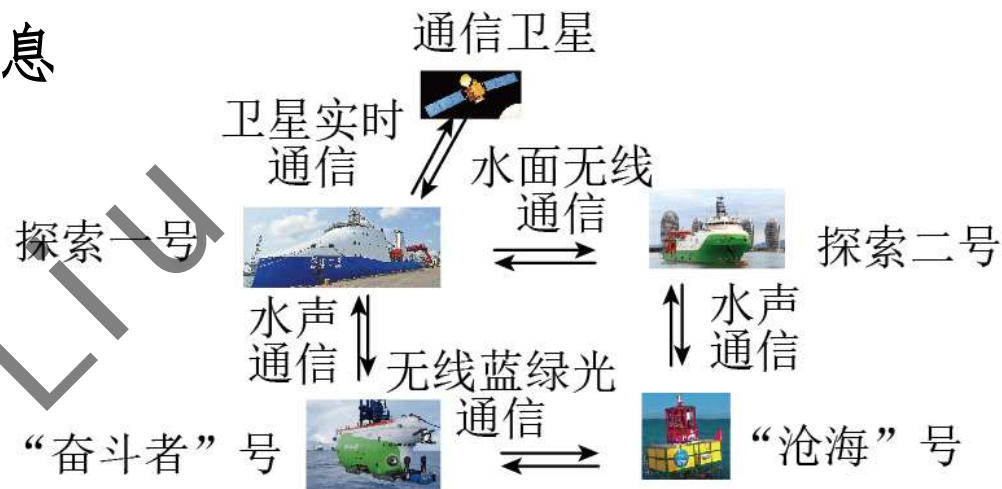 息
通信卫星
卫星实时
通信
水面无线
通信
探索一号
探索二号
水声
通信
水声
通信
无线蓝绿光
通信
“奋斗者”号
“沧海”号
LIU